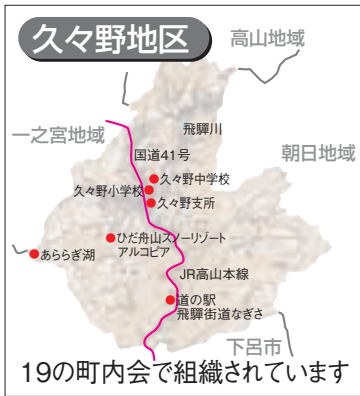 久々野地区
高山地域
一之宮地域
飛騨川
国道41号
朝日地域
久々野中学校
久々野小学校
久々野支所
ひだ舟山スノーリゾート
アルコピア
あららぎ湖
JR高山本線
道の駅
飛騨街道なぎさ
下呂市
19の町内会で組織されています